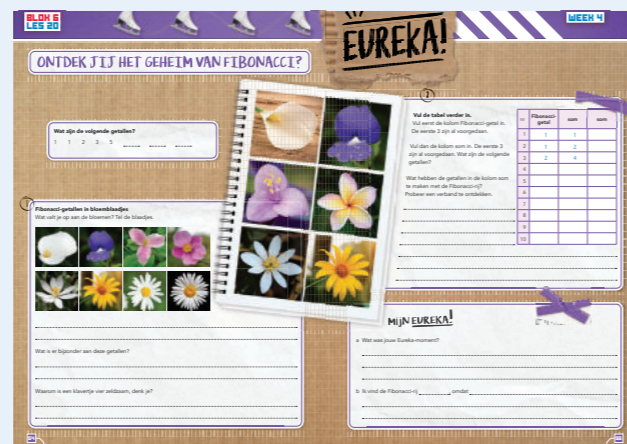 BLOK 6
LES 20
WEEK 4
EUREKA!
ONTDEK JIJ HET GEHEIM VAN FIBONACCI?
Wat zijn de volgende getallen?
1 1 2 3 5
1
Fibonacci-getallen in bloemblaadjes
Wat valt je op aan de bloemen? Tel de blaadjes.
Wat is er bijzonder aan deze getallen?
Waarom is een klavertje vier zeldzaam, denk je?
2
Vul de tabel verder in.
Vul eerst de kolom Fibonacci-getal in.
De eerste 3 zijn al voorgedaan.
Vul dan de kolom som in. De eerste 3
zijn al voorgedaan. Wat zijn de volgende
getallen?
Wat hebben de getallen in de kolom som
te maken met de Fibonacci-rij?
Probeer een verband te ontdekken.
Fibonacci-
getal som som
1 1 1
2 1 2
3 2 4
4
5
6
7
8
9
10
MIJN EUREKA!
a Wat was jouw Eureka-moment?
b Ik vind de Fibonacci-rij , omdat